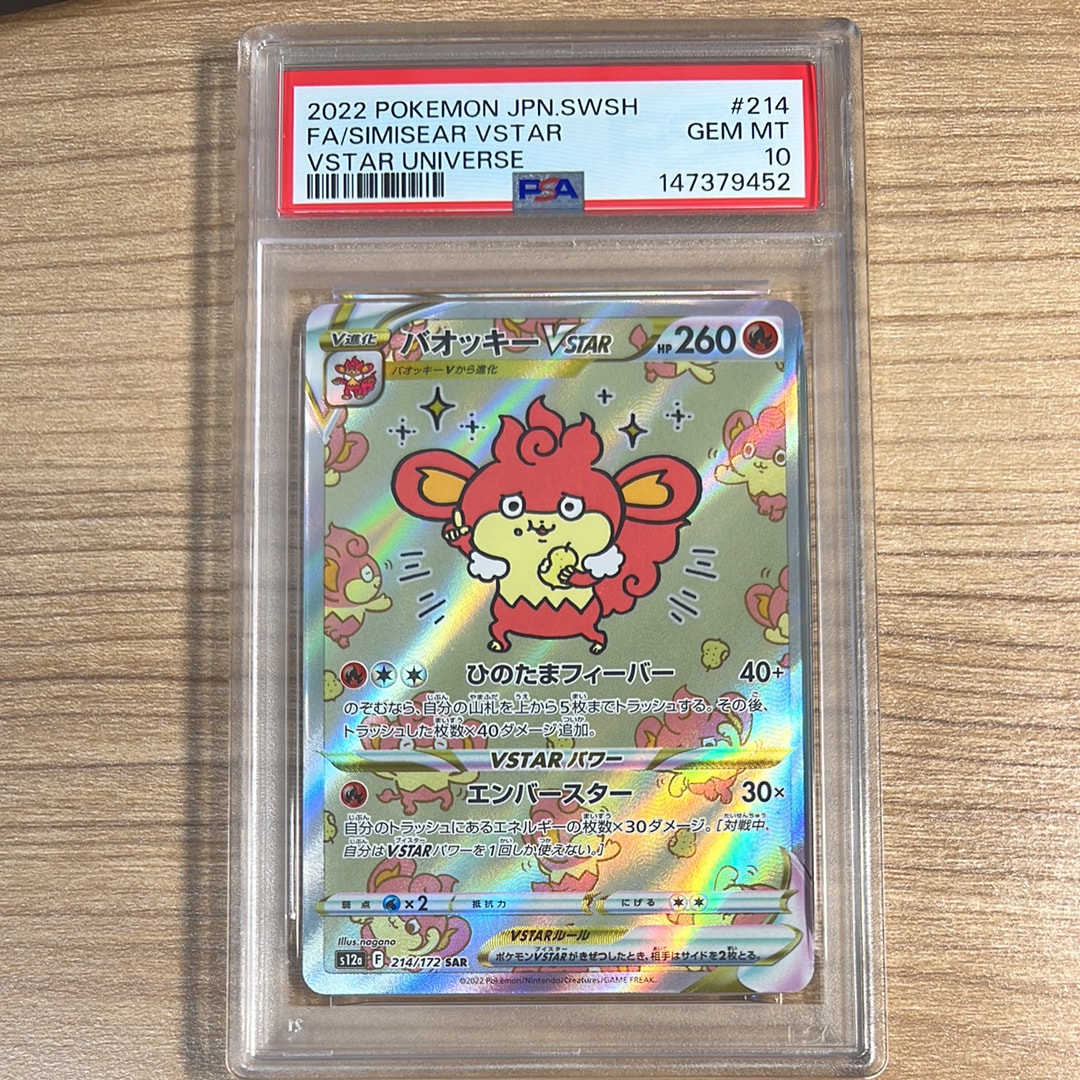 2022 POKEMON JPN.SWSH #214
FA/SIMISEAR VSTAR GEM MT
VSTAR UNIVERSE 10
PSA 147379452
V進化 バオッキーVSTAR HP260
バオッキーVから進化
ひのたまフィーバー 40+
のぞむなら、自分の山札を上から5枚までトラッシュする。その後、
トラッシュした枚数×40ダメージ追加。
VSTARパワー
エンバースター 30×
自分のトラッシュにあるエネルギーの枚数×30ダメージ。[対戦中、
自分はVSTARパワーを1回しか使えない。]
弱点 ×2 抵抗力 にげる
Illus.nagano
VSTARルール
ポケモンVSTARがきぜつしたとき、相手はサイドを2枚とる。
s12a F 214/172 SAR
©2022 Pokémon/Nintendo/Creatures/GAME FREAK.